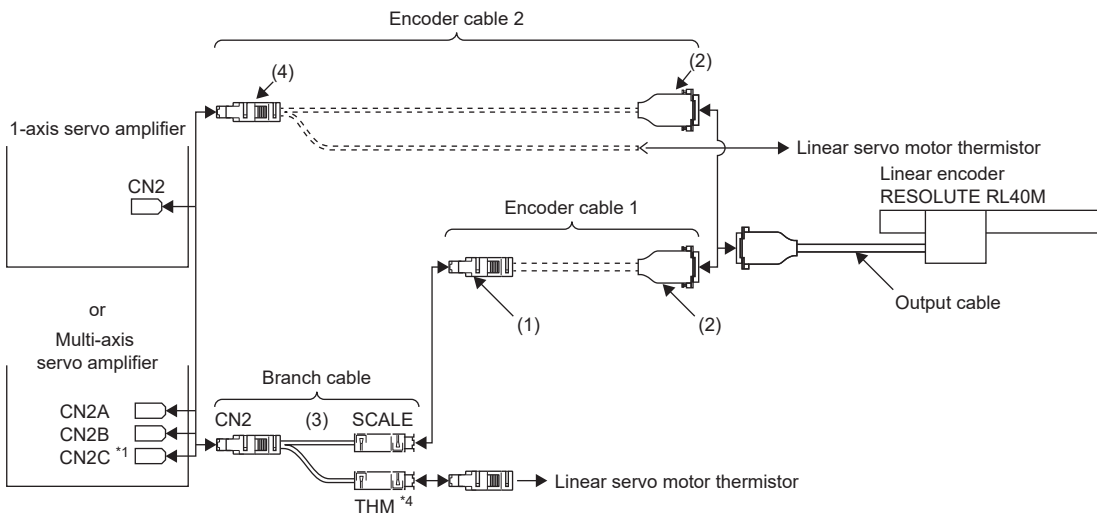 Encoder cable 2
(4)
(2)
1-axis servo amplifier
Linear servo motor thermistor
Linear encoder
RESOLUTE RL40M
CN2
Encoder cable 1
Output cable
(1)
(2)
or
Multi-axis
servo amplifier
Branch cable
CN2A
CN2B
CN2C *1
CN2
(3)
SCALE
THM *4
Linear servo motor thermistor